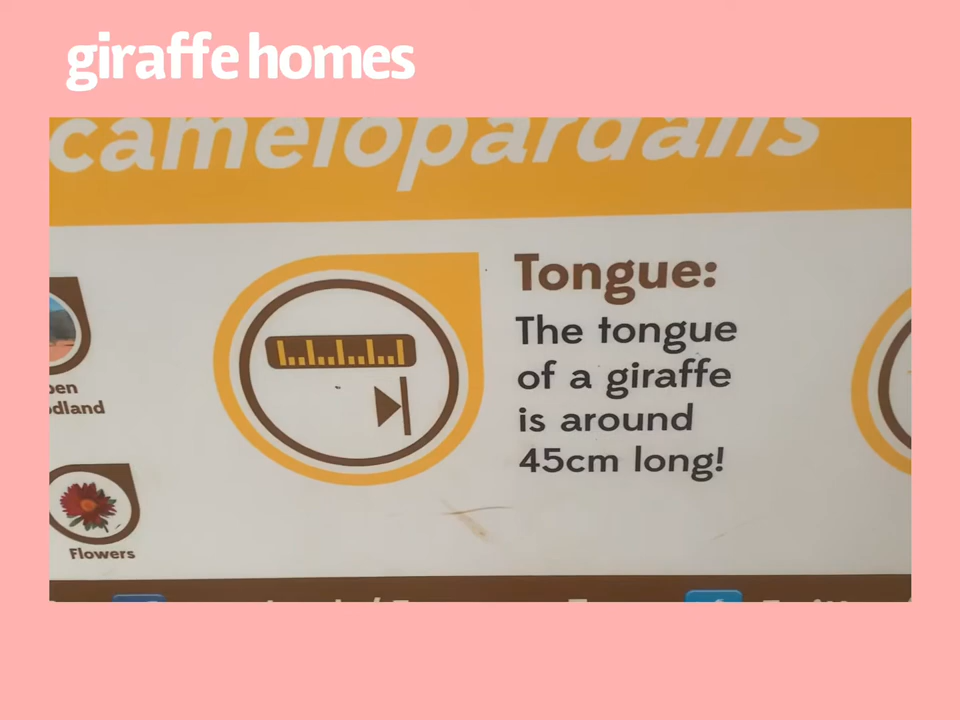 giraffe homes
camelopardalis
Tongue:
The tongue
of a giraffe
is around
45cm long!
Flowers